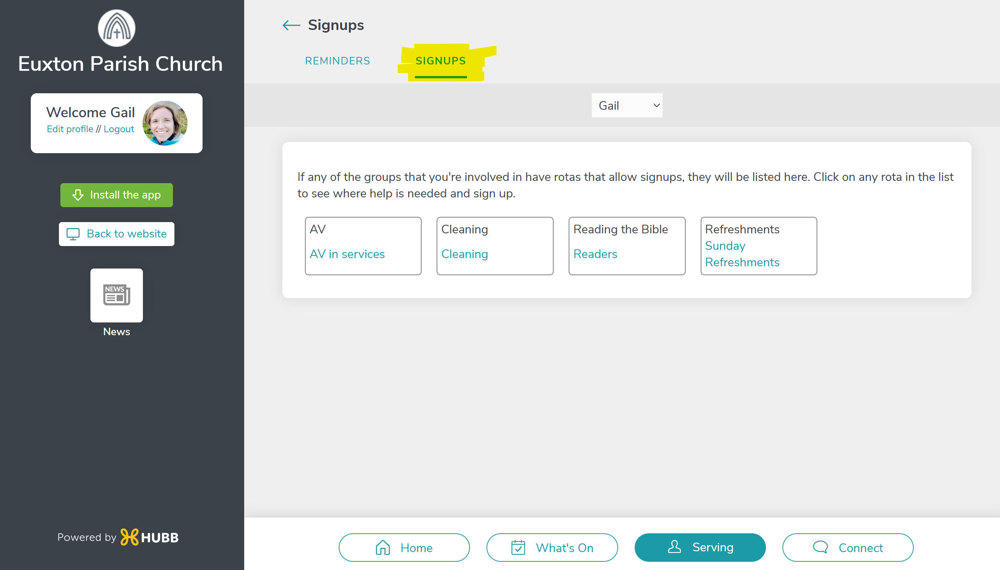 Euxton Parish Church
Welcome Gail
Edit profile // Logout
Install the app
Back to website
NEWS
News
Powered by HUBB
Signups
REMINDERS
SIGNUPS
Gail
If any of the groups that you're involved in have rotas that allow signups, they will be listed here. Click on any rota in the list
to see where help is needed and sign up.
AV
AV in services
Cleaning
Cleaning
Reading the Bible
Readers
Refreshments
Sunday
Refreshments
Home
What's On
Serving
Connect